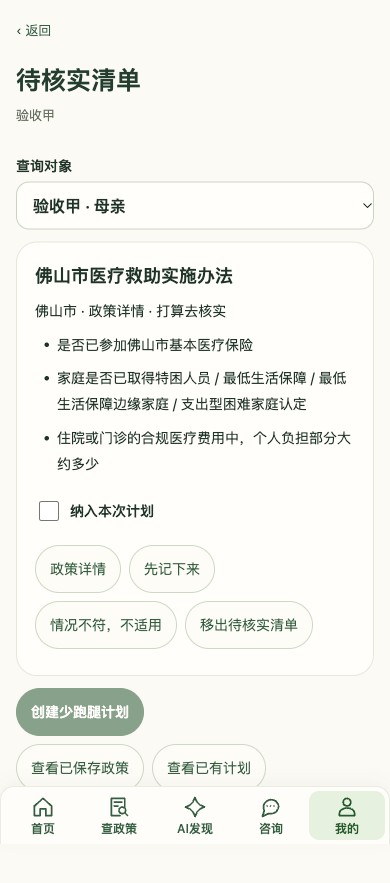 ‹ 返回
待核实清单
验收甲
查询对象
验收甲 · 母亲
佛山市医疗救助实施办法
佛山市 · 政策详情 · 打算去核实
• 是否已参加佛山市基本医疗保险
• 家庭是否已取得特困人员 / 最低生活保障 / 最低
生活保障边缘家庭 / 支出型困难家庭认定
• 住院或门诊的合规医疗费用中，个人负担部分大
约多少
纳入本次计划
政策详情 先记下来
情况不符，不适用 移出待核实清单
创建少跑腿计划
查看已保存政策 查看已有计划
首页 查政策 AI发现 咨询 我的